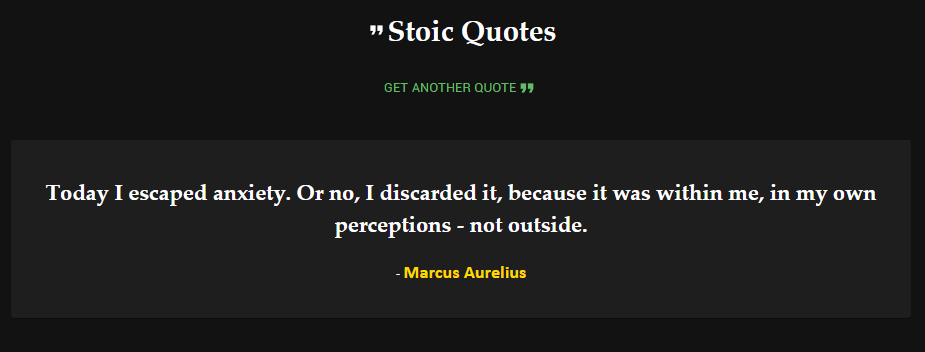 Stoic Quotes
GET ANOTHER QUOTE
Today I escaped anxiety. Or no, I discarded it, because it was within me, in my own
perceptions - not outside.
- Marcus Aurelius